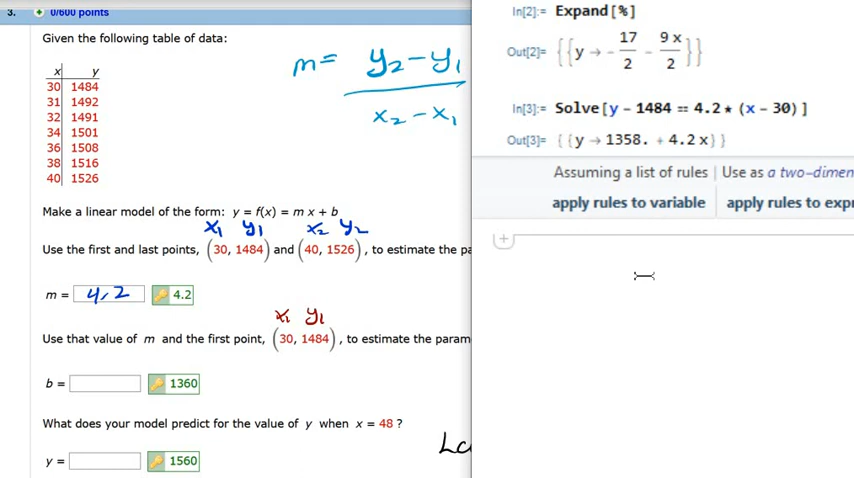 3. + 0/600 points
Given the following table of data:
x y
30 1484
31 1492
32 1491
34 1501
36 1508
38 1516
40 1526
m = y₂ - y₁
x₂ - x₁
Make a linear model of the form: y = f(x) = m x + b
x₁ y₁ x₂ y₂
Use the first and last points, (30, 1484) and (40, 1526), to estimate the pa
m = 4.2 4.2
x₁ y₁
Use that value of m and the first point, (30, 1484), to estimate the param
b = 1360
What does your model predict for the value of y when x = 48 ?
y = 1560
In[2]:= Expand[%]
Out[2]= {{y → - 17/2 - 9 x/2}}
In[3]:= Solve[y - 1484 == 4.2 * (x - 30)]
Out[3]= {{y → 1358. + 4.2 x}}
Assuming a list of rules | Use as a two-dimen
apply rules to variable apply rules to exp
+